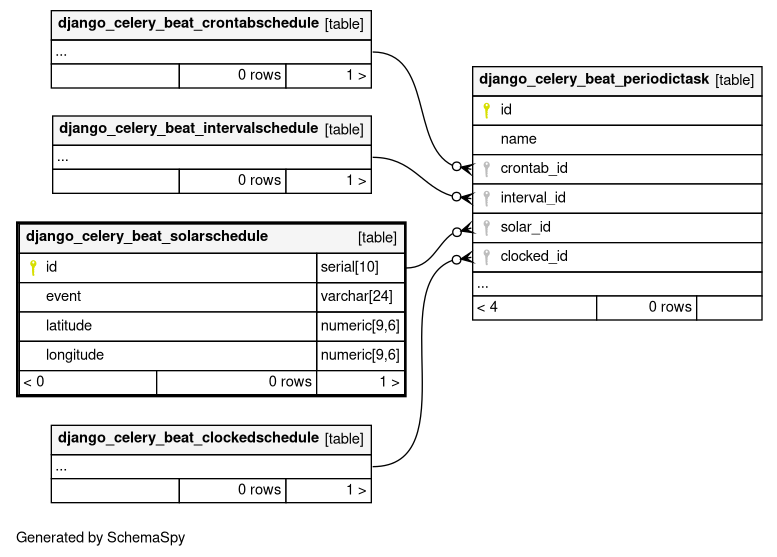 django_celery_beat_crontabschedule [table]
...
0 rows 1 >
django_celery_beat_intervalschedule [table]
...
0 rows 1 >
django_celery_beat_solarschedule [table]
id serial[10]
event varchar[24]
latitude numeric[9,6]
longitude numeric[9,6]
< 0 0 rows 1 >
django_celery_beat_clockedschedule [table]
...
0 rows 1 >
django_celery_beat_periodictask [table]
id
name
crontab_id
interval_id
solar_id
clocked_id
...
< 4 0 rows
Generated by SchemaSpy